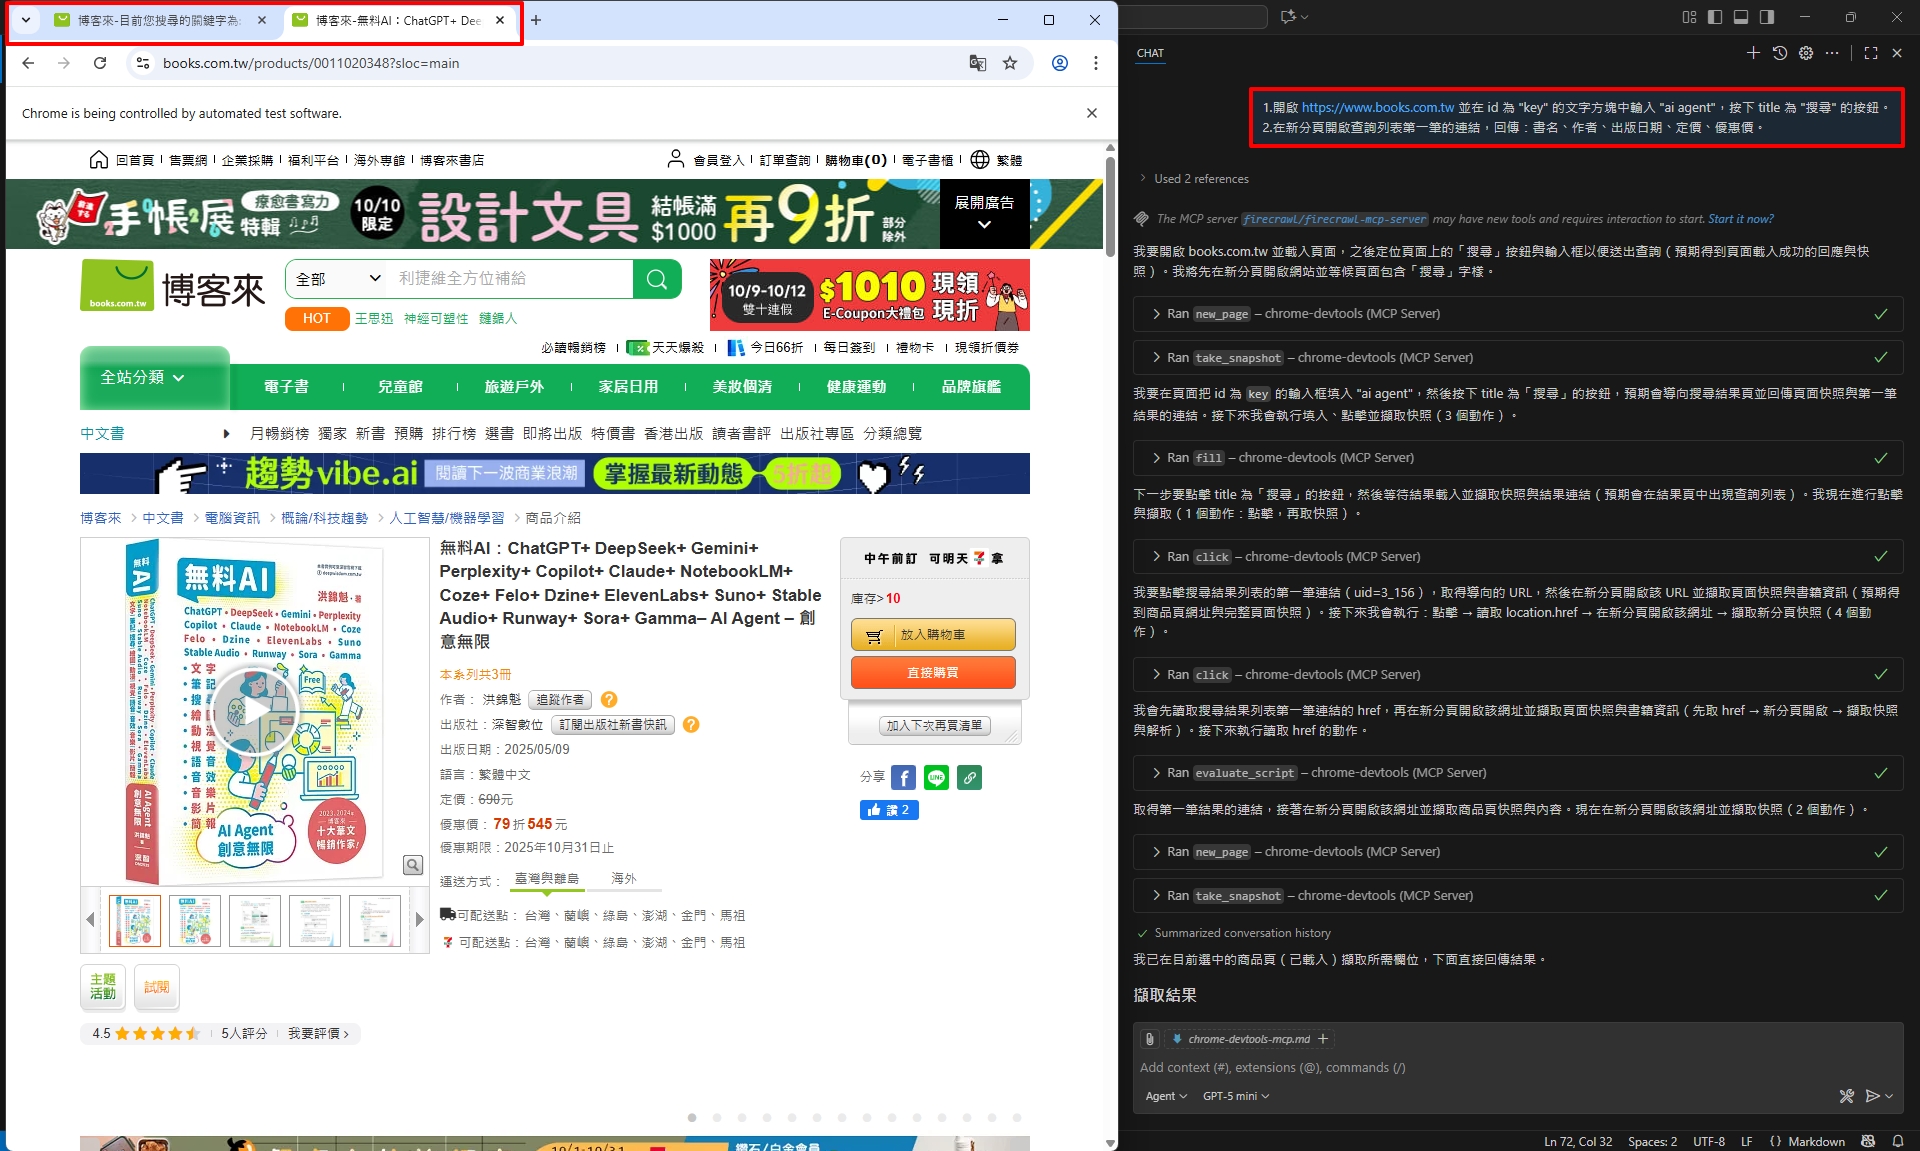 博客來-目前您搜尋的關鍵字為:
博客來-無料AI：ChatGPT+ Dee
books.com.tw/products/0011020348?sloc=main
Chrome is being controlled by automated test software.
回首頁 售票網 企業採購 福利平台 海外專館 博客來書店
會員登入 訂單查詢 購物車(0) 電子書櫃 繁體
手帳展 特輯 療癒書寫力
10/10 限定
設計文具
結帳滿 $1000 再9折 部分除外
展開廣告
books.com.tw 博客來
全部 利捷維全方位補給
HOT 王思迅 神經可塑性 鏈鋸人
10/9-10/12 雙十連假 $1010 現領現折 E-Coupon大禮包
必讀暢銷榜 天天爆殺 今日66折 每日簽到 禮物卡 現領折價券
全站分類
電子書 兒童館 旅遊戶外 家居日用 美妝個清 健康運動 品牌旗艦
中文書 月暢銷榜 獨家 新書 預購 排行榜 選書 即將出版 特價書 香港出版 讀者書評 出版社專區 分類總覽
趨勢vibe.ai 閱讀下一波商業浪潮 掌握最新動態 5折起
博客來 > 中文書 > 電腦資訊 > 概論/科技趨勢 > 人工智慧/機器學習 > 商品介紹
無料AI
洪錦魁·著
ChatGPT • DeepSeek • Gemini • Perplexity
Copilot • Claude • NotebookLM • Coze
Felo • Dzine • ElevenLabs • Suno
Stable Audio • Runway • Sora • Gamma
Free
AI Agent
創意無限
十大華文
暢銷作家!
無料AI：ChatGPT+ DeepSeek+ Gemini+
Perplexity+ Copilot+ Claude+ NotebookLM+
Coze+ Felo+ Dzine+ ElevenLabs+ Suno+ Stable
Audio+ Runway+ Sora+ Gamma– AI Agent – 創
意無限
本系列共3冊
作者： 洪錦魁 追蹤作者 ?
出版社：深智數位 訂閱出版社新書快訊 ?
出版日期：2025/05/09
語言：繁體中文
定價：690元
優惠價：79折545元
優惠期限：2025年10月31日止
運送方式： 臺灣與離島 海外
可配送點：台灣、蘭嶼、綠島、澎湖、金門、馬祖
可配送點：台灣、蘭嶼、綠島、澎湖、金門、馬祖
中午前訂 可明天 7 拿
庫存> 10
放入購物車
直接購買
加入下次再買清單
分享
讚 2
主題活動
試閱
4.5 5人評分 我要評價 >
CHAT
1.開啟 https://www.books.com.tw 並在 id 為 "key" 的文字方塊中輸入 "ai agent"，按下 title 為 "搜尋" 的按鈕。
2.在新分頁開啟查詢列表第一筆的連結，回傳：書名、作者、出版日期、定價、優惠價。
Used 2 references
The MCP server firecrawl/firecrawl-mcp-server may have new tools and requires interaction to start. Start it now?
我要開啟 books.com.tw 並載入頁面，之後定位頁面上的「搜尋」按鈕與輸入框以便送出查詢（預期得到頁面載入成功的回應與快
照）。我將先在新分頁開啟網站並等候頁面包含「搜尋」字樣。
Ran new_page – chrome-devtools (MCP Server)
Ran take_snapshot – chrome-devtools (MCP Server)
我要在頁面把 id 為 key 的輸入框填入 "ai agent"，然後按下 title 為「搜尋」的按鈕，預期會導向搜尋結果頁並回傳頁面快照與第一筆
結果的連結。接下來我會執行填入、點擊並擷取快照（3 個動作）。
Ran fill – chrome-devtools (MCP Server)
下一步要點擊 title 為「搜尋」的按鈕，然後等待結果載入並擷取快照與結果連結（預期會在結果頁中出現查詢列表）。我現在進行點擊
與擷取（1 個動作：點擊，再取快照）。
Ran click – chrome-devtools (MCP Server)
我要點擊搜尋結果列表的第一筆連結（uid=3_156），取得導向的 URL，然後在新分頁開啟該 URL 並擷取頁面快照與書籍資訊（預期得
到商品頁網址與完整頁面快照）。接下來我會執行：點擊 → 讀取 location.href → 在新分頁開啟該網址 → 擷取新分頁快照（4 個動
作）。
Ran click – chrome-devtools (MCP Server)
我會先讀取搜尋結果列表第一筆連結的 href，再在新分頁開啟該網址並擷取頁面快照與書籍資訊（先取 href → 新分頁開啟 → 擷取快照
與解析）。接下來執行讀取 href 的動作。
Ran evaluate_script – chrome-devtools (MCP Server)
取得第一筆結果的連結，接著在新分頁開啟該網址並擷取商品頁快照與內容。現在在新分頁開啟該網址並擷取快照（2 個動作）。
Ran new_page – chrome-devtools (MCP Server)
Ran take_snapshot – chrome-devtools (MCP Server)
Summarized conversation history
我已在目前選中的商品頁（已載入）擷取所需欄位，下面直接回傳結果。
擷取結果
chrome-devtools-mcp.md
Add context (#), extensions (@), commands (/)
Agent GPT-5 mini
Ln 72, Col 32 Spaces: 2 UTF-8 LF {} Markdown